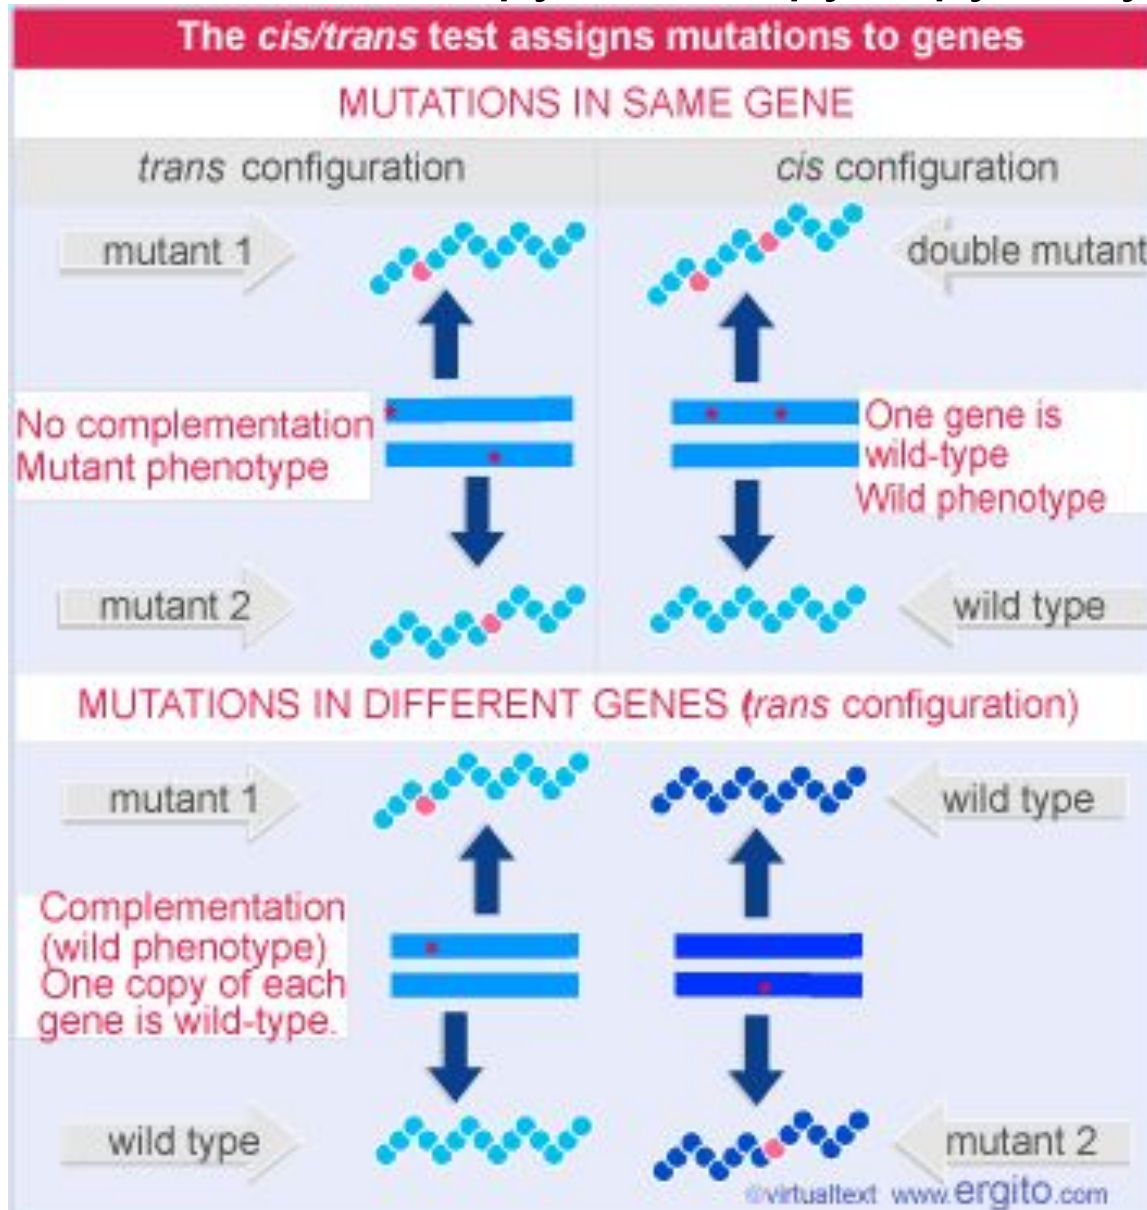 The cis/trans test assigns mutations to genes
MUTATIONS IN SAME GENE
trans configuration
cis configuration
mutant 1
double mutant
No complementation
Mutant phenotype
One gene is
wild-type
Wild phenotype
mutant 2
wild type
MUTATIONS IN DIFFERENT GENES (trans configuration)
mutant 1
wild type
Complementation
(wild phenotype)
One copy of each
gene is wild-type.
wild type
mutant 2
©virtualtext www.ergito.com